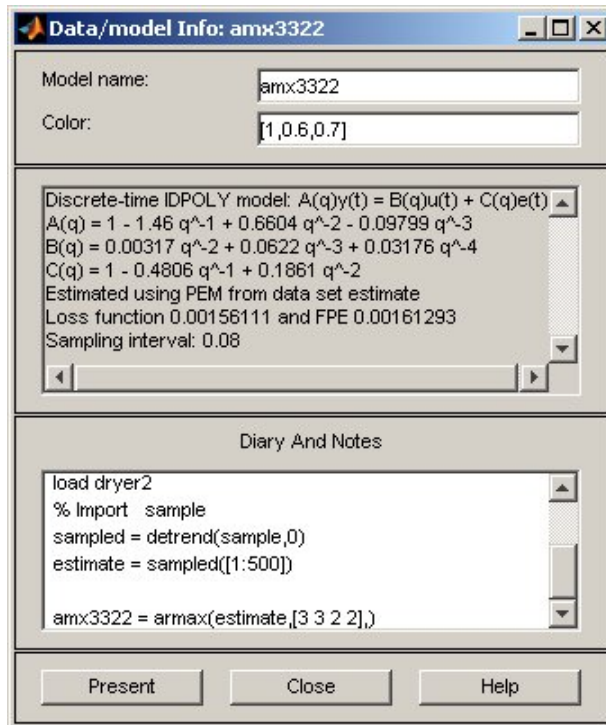 Data/model Info: amx3322
Model name:
amx3322
Color:
[1,0.6,0.7]
Discrete-time IDPOLY model: A(q)y(t) = B(q)u(t) + C(q)e(t)
A(q) = 1 - 1.46 q^-1 + 0.6604 q^-2 - 0.09799 q^-3
B(q) = 0.00317 q^-2 + 0.0622 q^-3 + 0.03176 q^-4
C(q) = 1 - 0.4806 q^-1 + 0.1861 q^-2
Estimated using PEM from data set estimate
Loss function 0.00156111 and FPE 0.00161293
Sampling interval: 0.08
Diary And Notes
load dryer2
% Import   sample
sampled = detrend(sample,0)
estimate = sampled([1:500])
amx3322 = armax(estimate,[3 3 2 2],)
Present
Close
Help